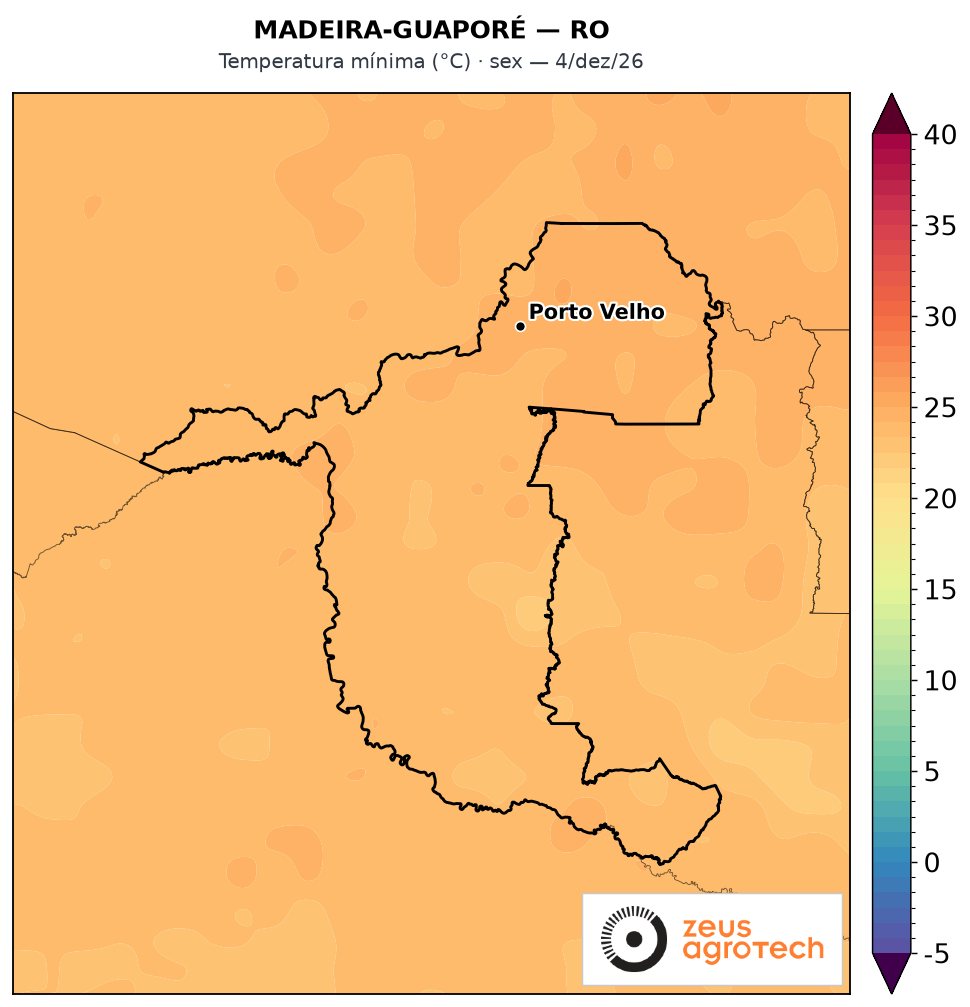 MADEIRA-GUAPORÉ — RO
Temperatura mínima (°C) · sex — 4/dez/26
40
35
30
Porto Velho
25
20
15
10
5
0
-5
zeus
agrotech